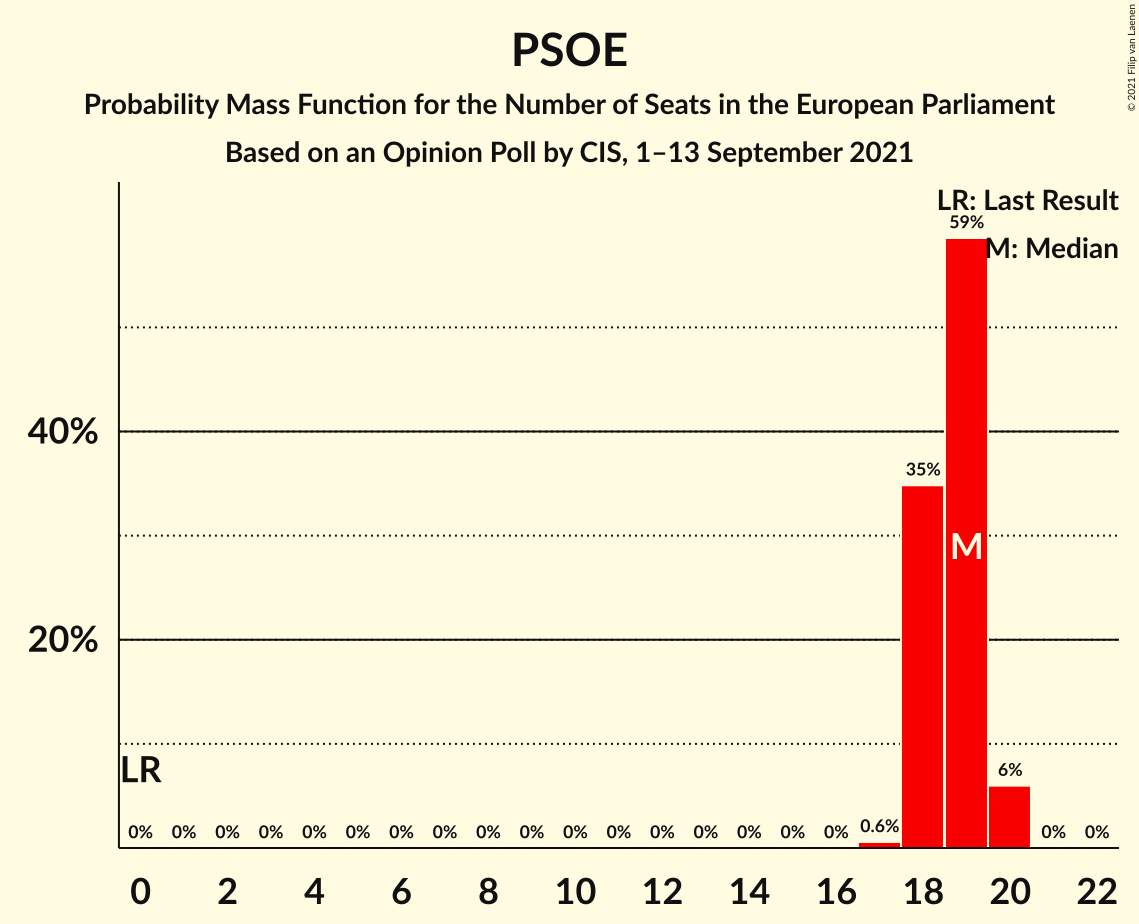 PSOE
Probability Mass Function for the Number of Seats in the European Parliament
Based on an Opinion Poll by CIS, 1–13 September 2021
© 2021 Filip van Laenen
LR: Last Result
59%
M: Median
40%
35%
M
20%
LR
6%
0% 0% 0% 0% 0% 0% 0% 0% 0% 0% 0% 0% 0% 0% 0% 0% 0% 0.6% 0% 0%
0 2 4 6 8 10 12 14 16 18 20 22